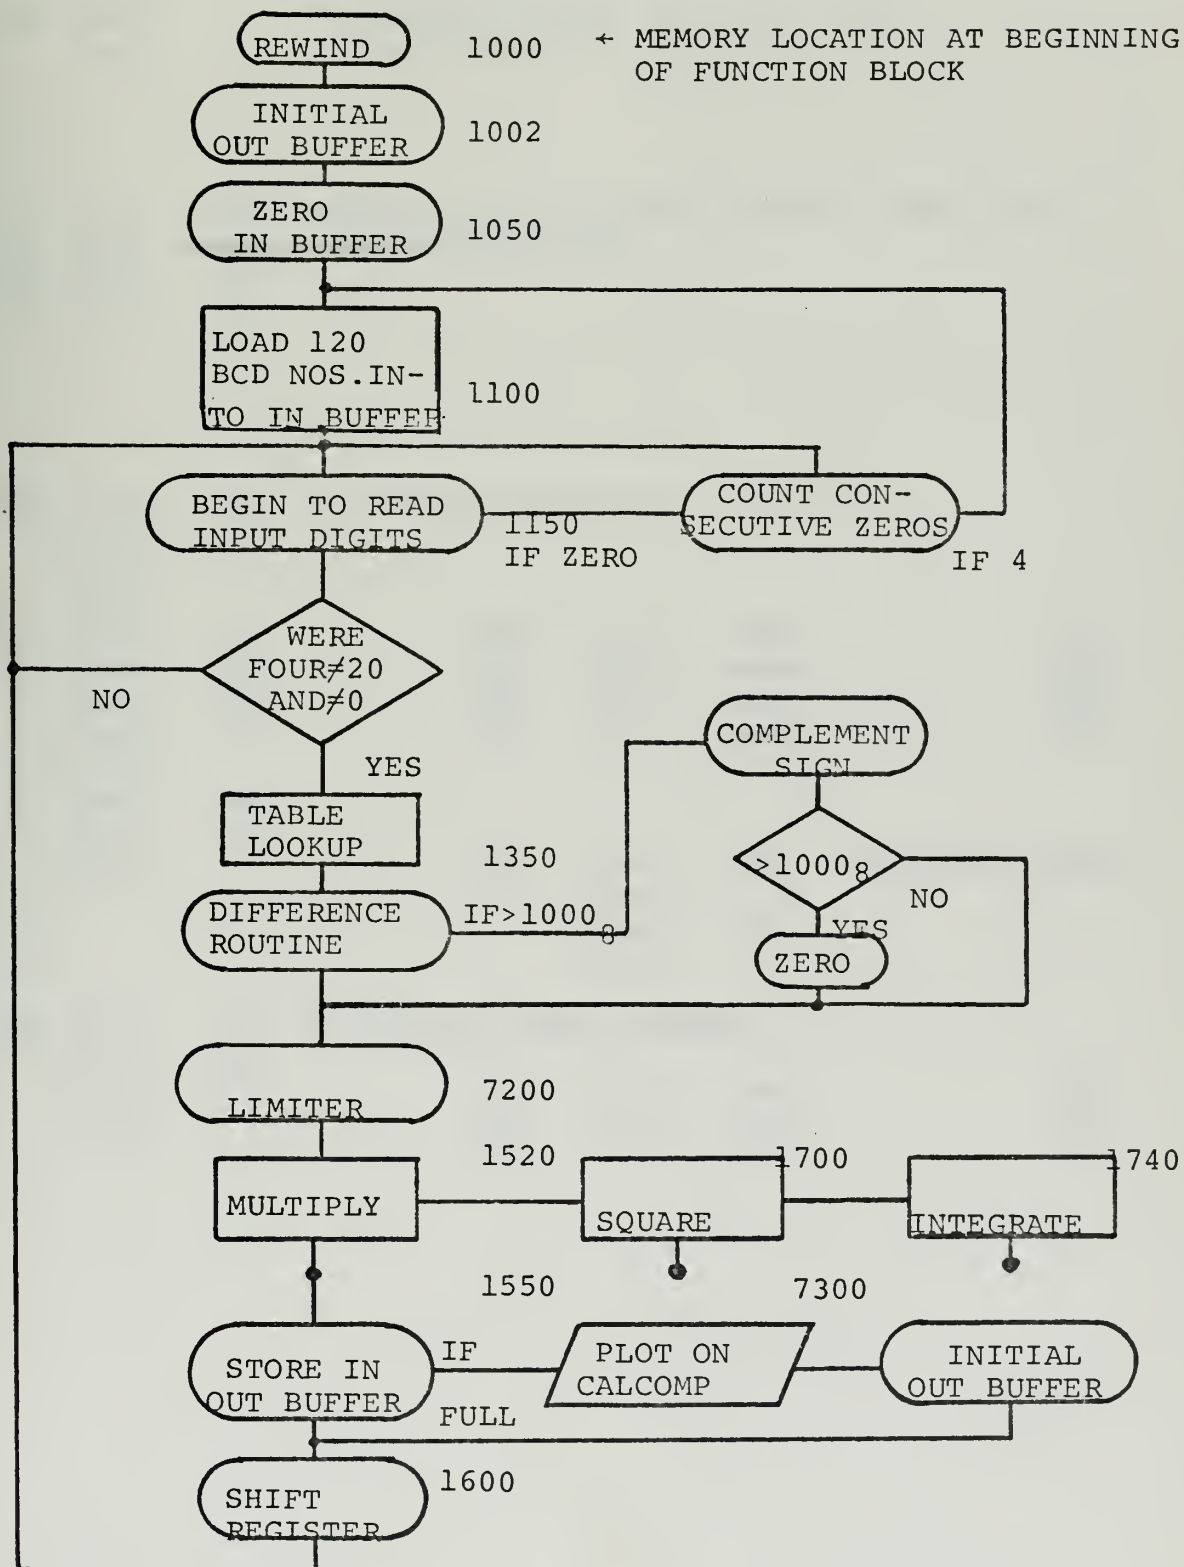 REWIND
1000
← MEMORY LOCATION AT BEGINNING
OF FUNCTION BLOCK
INITIAL
OUT BUFFER
1002
ZERO
IN BUFFER
1050
LOAD 120
BCD NOS.IN-
TO IN BUFFER
1100
BEGIN TO READ
INPUT DIGITS
1150
IF ZERO
COUNT CON-
SECUTIVE ZEROS
IF 4
WERE
FOUR≠20
AND≠0
NO
YES
COMPLEMENT
SIGN
TABLE
LOOKUP
1350
>1000₈
NO
YES
ZERO
DIFFERENCE
ROUTINE
IF>1000₈
LIMITER
7200
MULTIPLY
1520
SQUARE
1700
INTEGRATE
1740
STORE IN
OUT BUFFER
1550
IF
FULL
PLOT ON
CALCOMP
7300
INITIAL
OUT BUFFER
SHIFT
REGISTER
1600